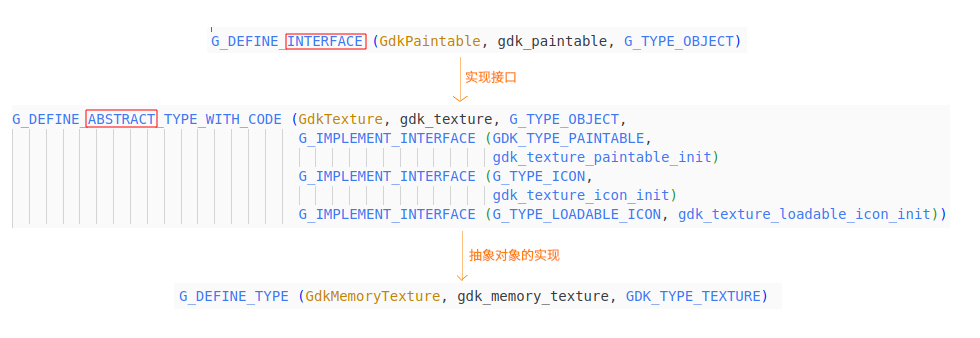 G_DEFINE_INTERFACE (GdkPaintable, gdk_paintable, G_TYPE_OBJECT)
实现接口
G_DEFINE_ABSTRACT_TYPE_WITH_CODE (GdkTexture, gdk_texture, G_TYPE_OBJECT,
G_IMPLEMENT_INTERFACE (GDK_TYPE_PAINTABLE,
gdk_texture_paintable_init)
G_IMPLEMENT_INTERFACE (G_TYPE_ICON,
gdk_texture_icon_init)
G_IMPLEMENT_INTERFACE (G_TYPE_LOADABLE_ICON, gdk_texture_loadable_icon_init))
抽象对象的实现
G_DEFINE_TYPE (GdkMemoryTexture, gdk_memory_texture, GDK_TYPE_TEXTURE)